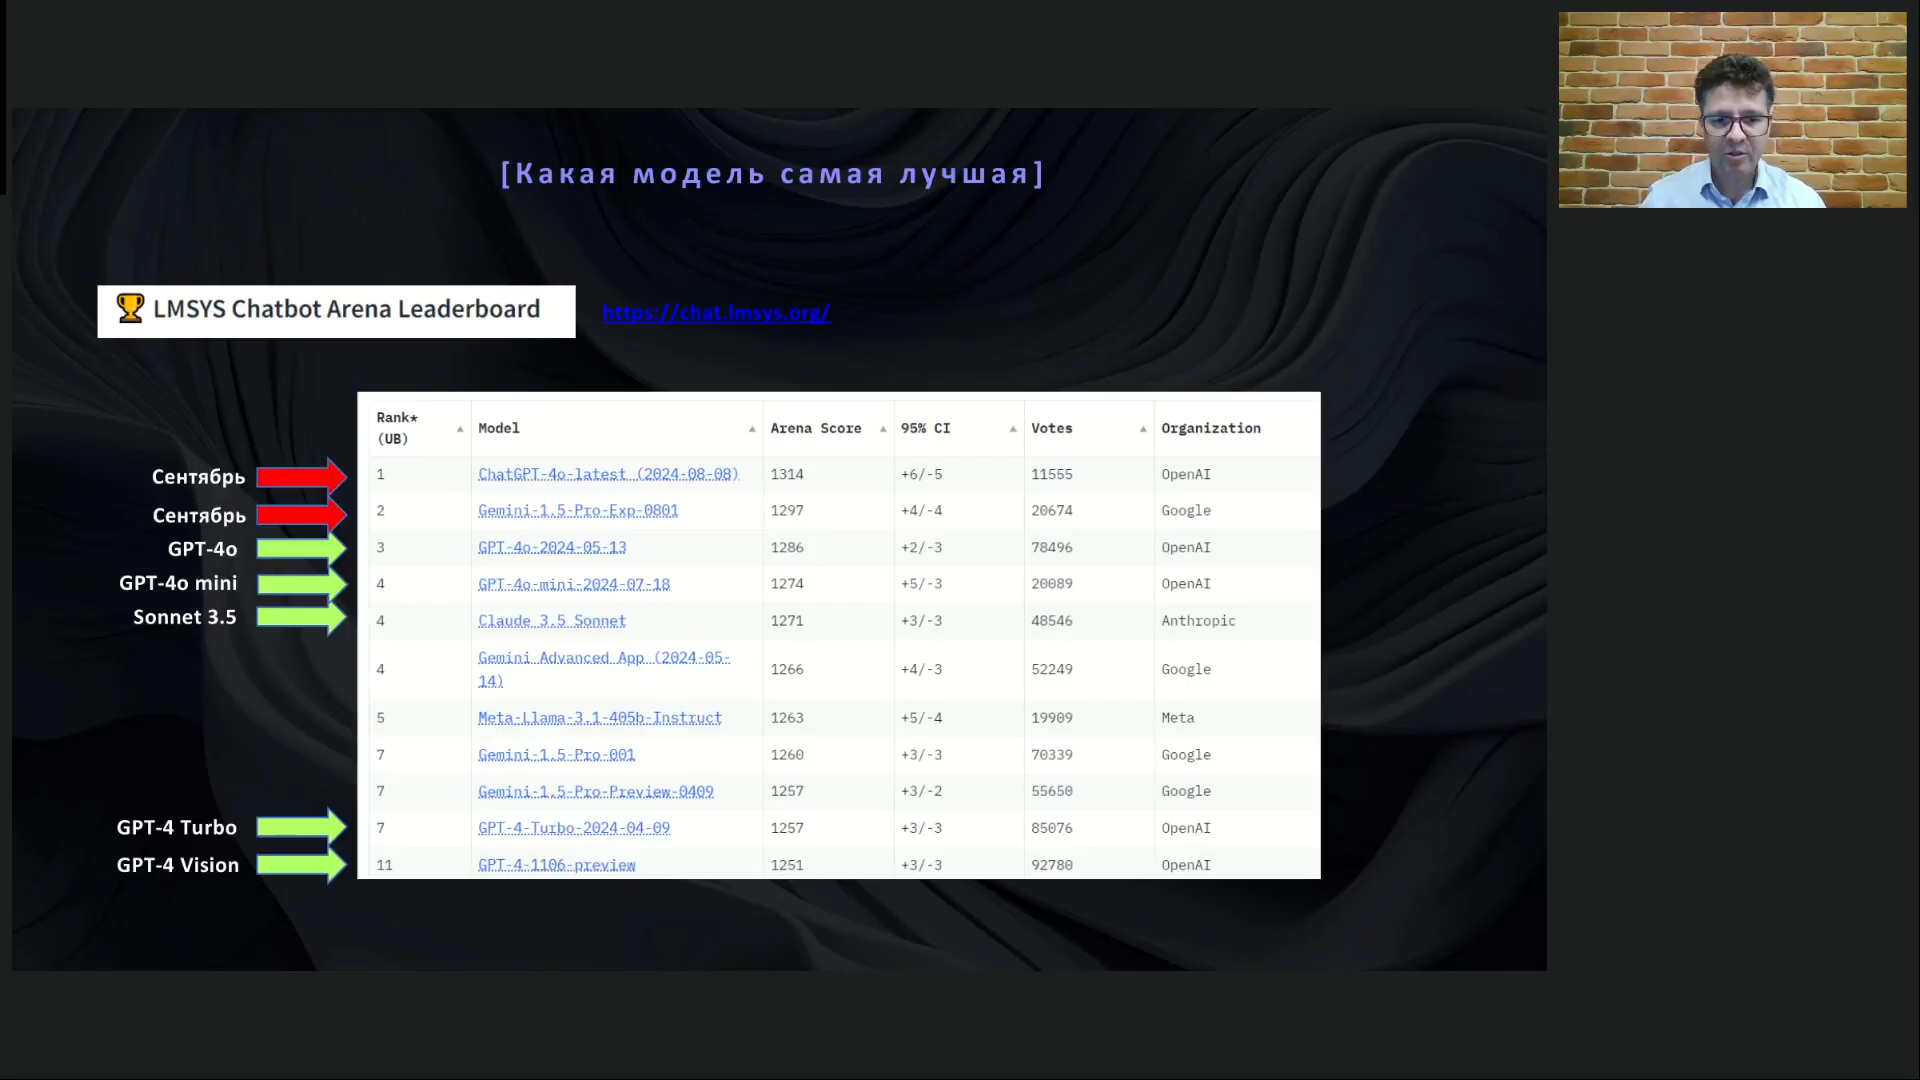 [Какая модель самая лучшая]
🏆 LMSYS Chatbot Arena Leaderboard https://chat.lmsys.org/
Rank* (UB) Model Arena Score 95% CI Votes Organization
Сентябрь 1 ChatGPT-4o-latest (2024-08-08) 1314 +6/-5 11555 OpenAI
Сентябрь 2 Gemini-1.5-Pro-Exp-0801 1297 +4/-4 20674 Google
GPT-4o 3 GPT-4o-2024-05-13 1286 +2/-3 78496 OpenAI
GPT-4o mini 4 GPT-4o-mini-2024-07-18 1274 +5/-3 20089 OpenAI
Sonnet 3.5 4 Claude 3.5 Sonnet 1271 +3/-3 48546 Anthropic
4 Gemini Advanced App (2024-05-14) 1266 +4/-3 52249 Google
5 Meta-Llama-3.1-405b-Instruct 1263 +5/-4 19909 Meta
7 Gemini-1.5-Pro-001 1260 +3/-3 70339 Google
7 Gemini-1.5-Pro-Preview-0409 1257 +3/-2 55650 Google
GPT-4 Turbo 7 GPT-4-Turbo-2024-04-09 1257 +3/-3 85076 OpenAI
GPT-4 Vision 11 GPT-4-1106-preview 1251 +3/-3 92780 OpenAI